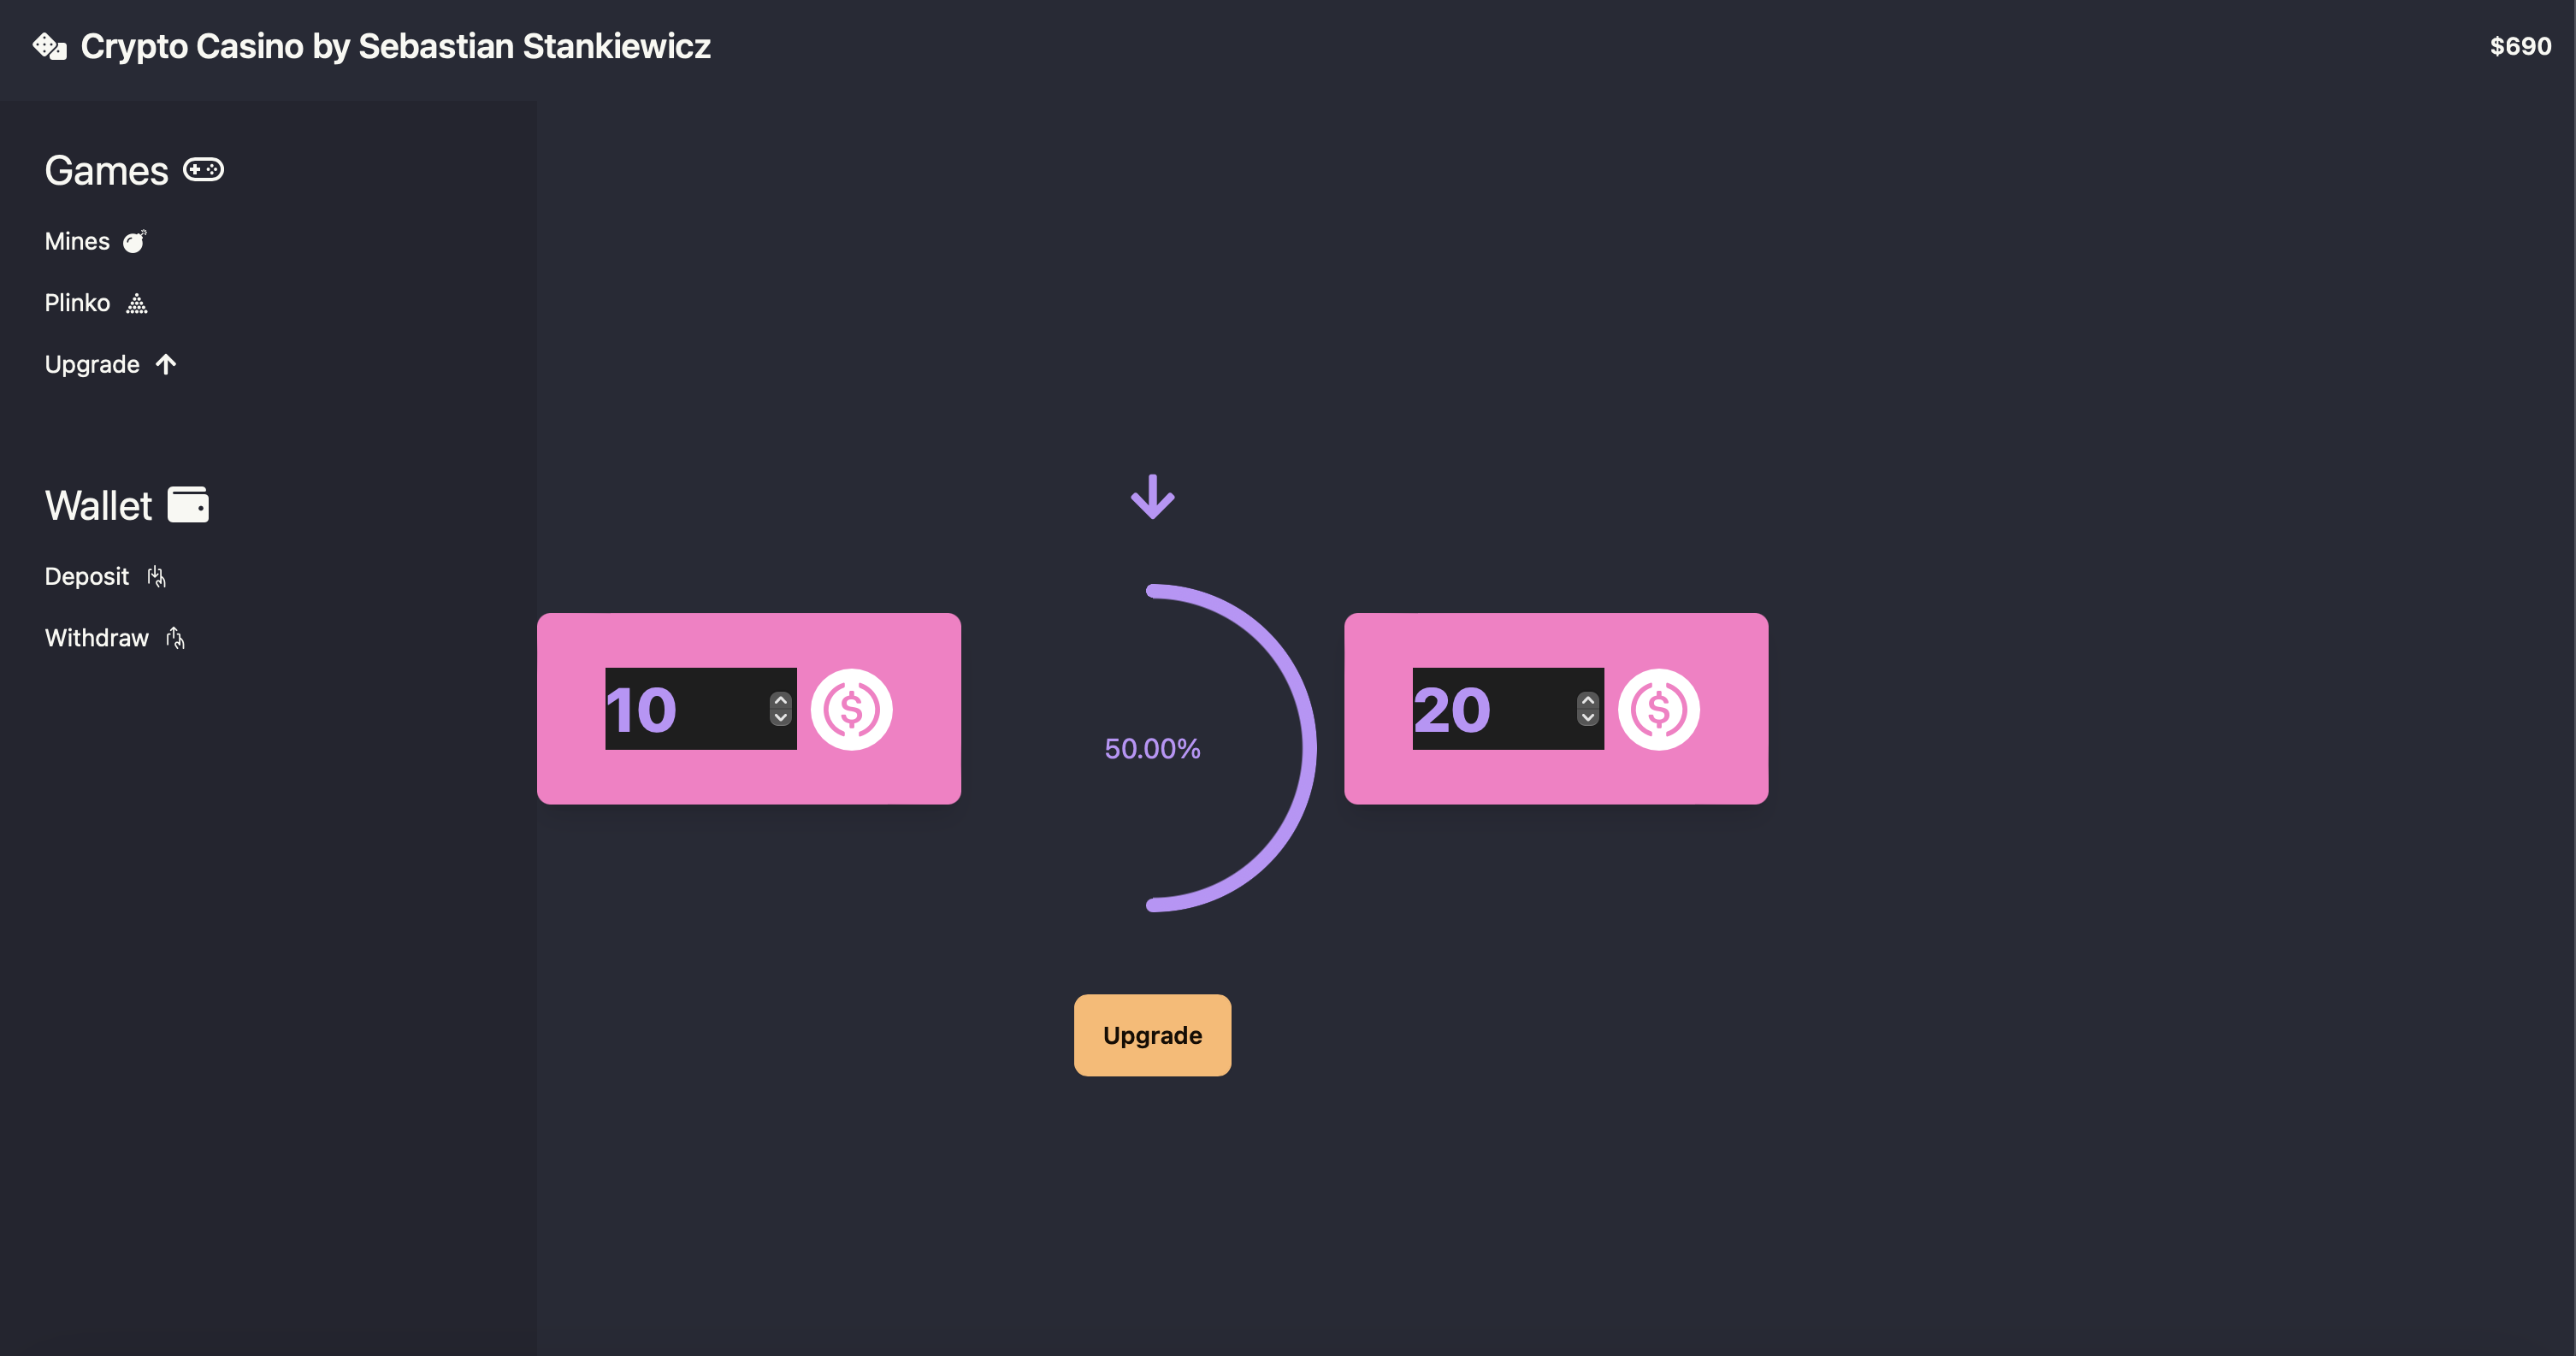 Crypto Casino by Sebastian Stankiewicz
$690
Games
Mines
Plinko
Upgrade
Wallet
Deposit
Withdraw
10
50.00%
20
Upgrade